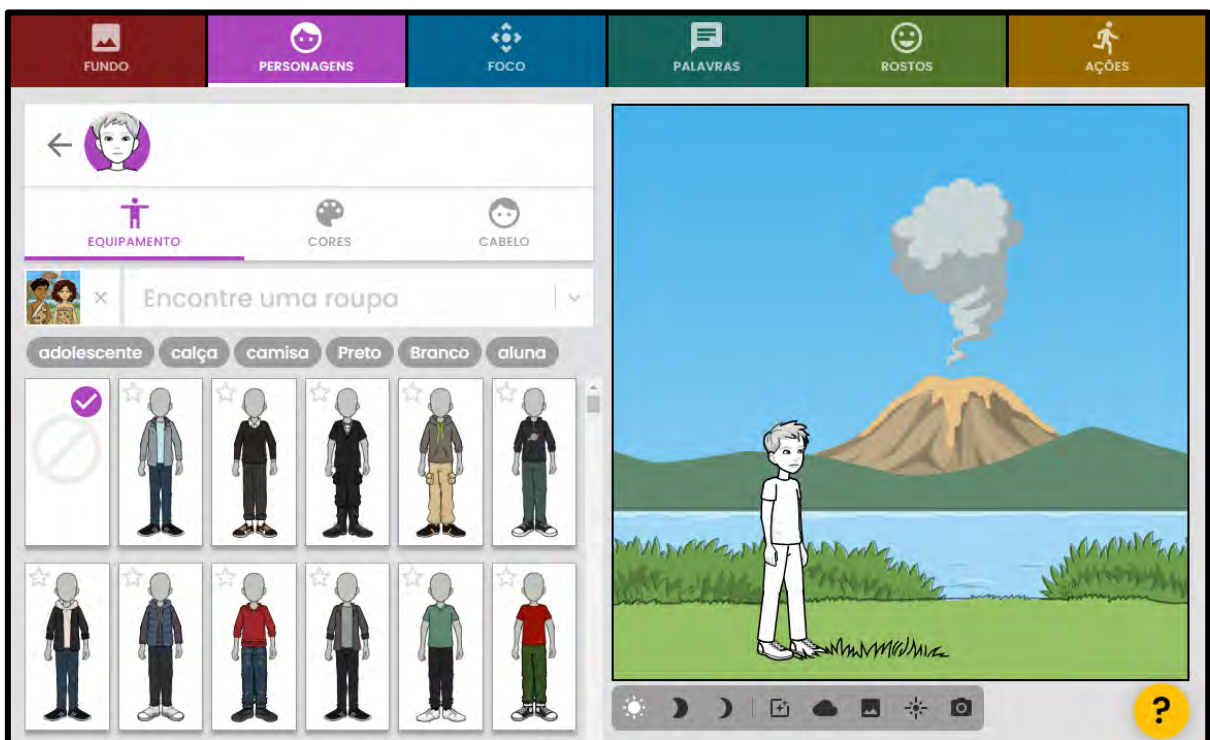 FUNDO PERSONAGENS FOCO PALAVRAS ROSTOS AÇÕES
EQUIPAMENTO CORES CABELO
Encontre uma roupa
adolescente calça camisa Preto Branco aluna
?